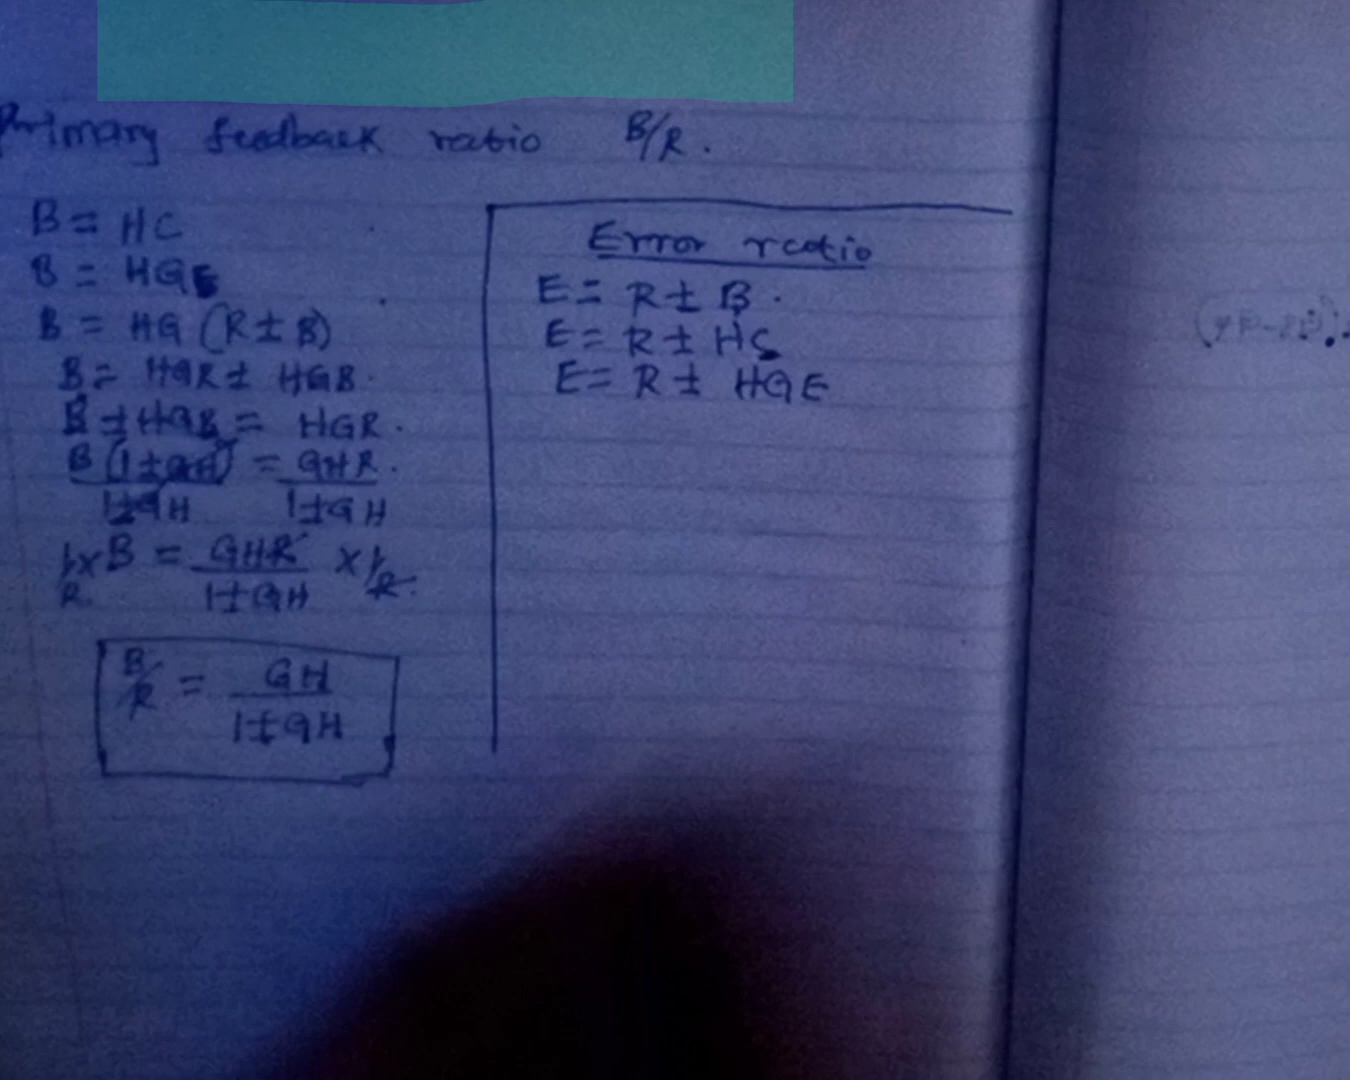 Primary feedback ratio B/R.
B = HC
B = HGE
B = HG (R ± B)
B = HGR ± HGB.
B ± HGB = HGR.
B (1 ± GH) = GHR.
1±GH 1±GH
1/R × B = GHR × 1/R.
1±GH
B/R = GH
1±GH
Error ratio
E = R ± B.
E = R ± HC
E = R ± HGE